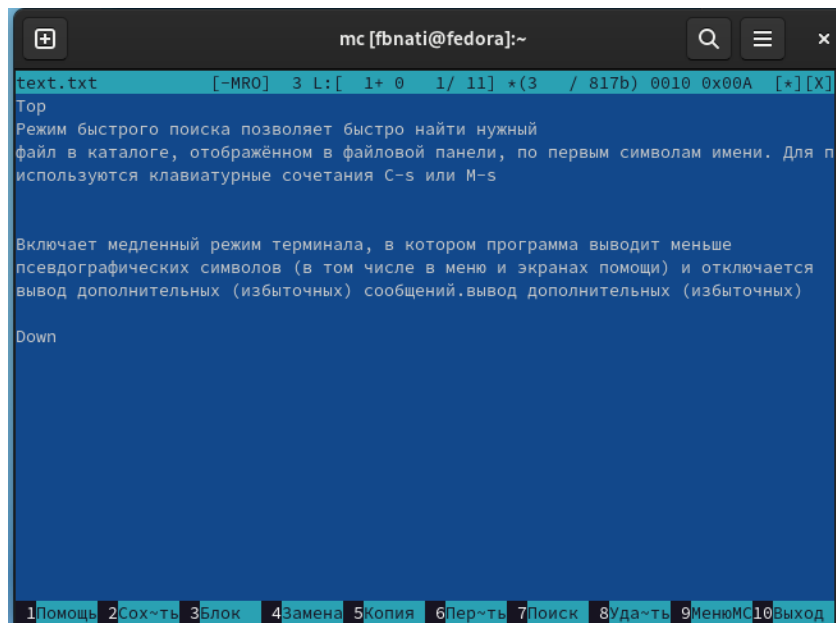 mc [fbnati@fedora]:~
text.txt [-MRO] 3 L:[ 1+ 0 1/ 11] *(3 / 817b) 0010 0x00A [*][X]
Top
Режим быстрого поиска позволяет быстро найти нужный
файл в каталоге, отображённом в файловой панели, по первым символам имени. Для п
используются клавиатурные сочетания C-s или M-s
Включает медленный режим терминала, в котором программа выводит меньше
псевдографических символов (в том числе в меню и экранах помощи) и отключается
вывод дополнительных (избыточных) сообщений.вывод дополнительных (избыточных)
Down
1Помощь 2Сох~ть 3Блок 4Замена 5Копия 6Пер~ть 7Поиск 8Уда~ть 9МенюMC 10Выход